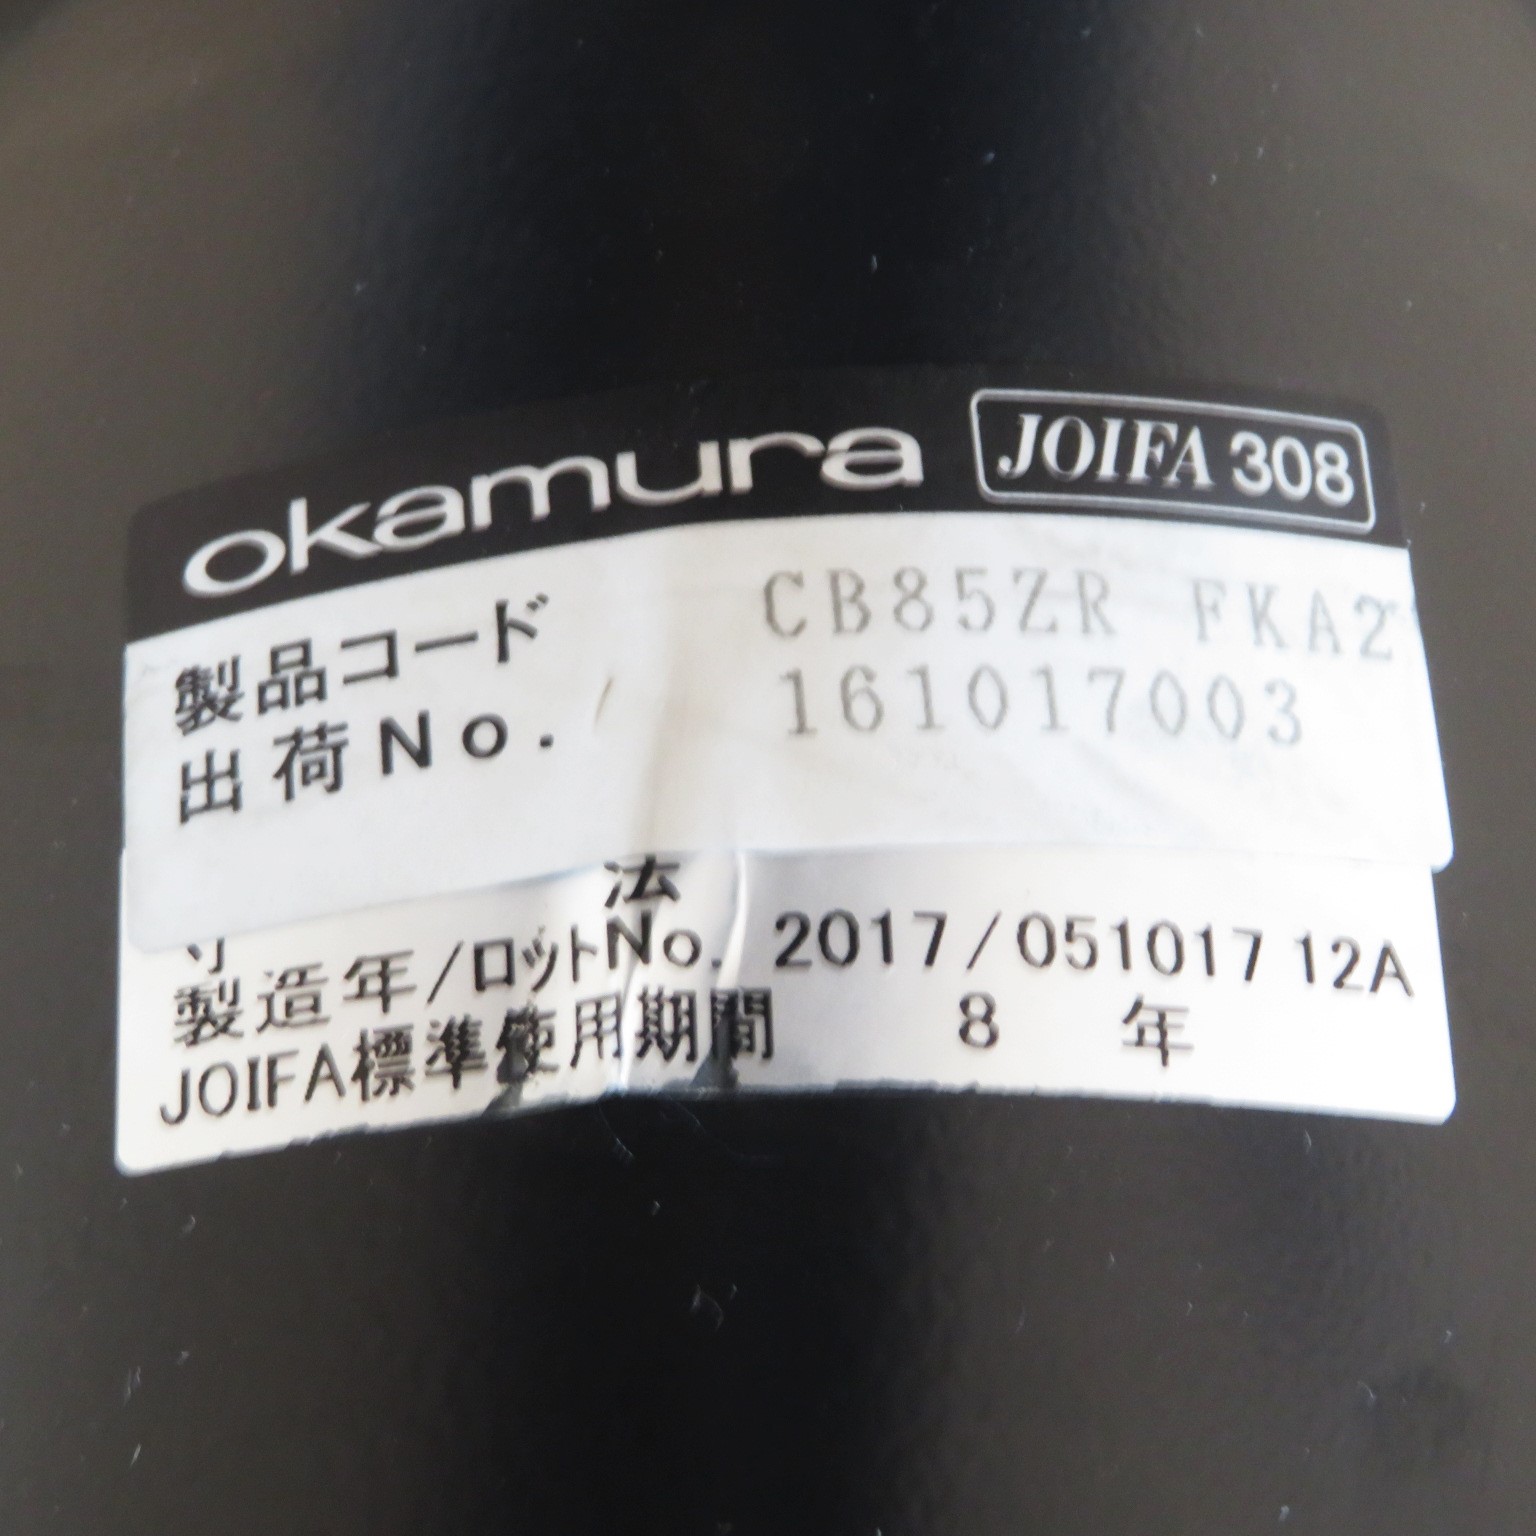 okamura JOIFA 308
製品コード CB85ZR FKA2
出荷No. 161017003
寸 法
製造年/ロットNo. 2017/051017 12A
JOIFA標準使用期間 8 年